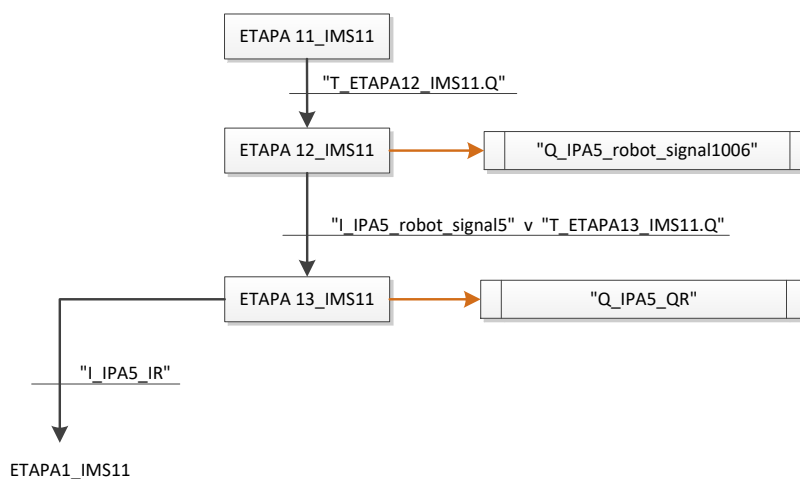 ETAPA 11_IMS11
"T_ETAPA12_IMS11.Q"
ETAPA 12_IMS11
"Q_IPA5_robot_signal1006"
"I_IPA5_robot_signal5" v "T_ETAPA13_IMS11.Q"
ETAPA 13_IMS11
"Q_IPA5_QR"
"I_IPA5_IR"
ETAPA1_IMS11